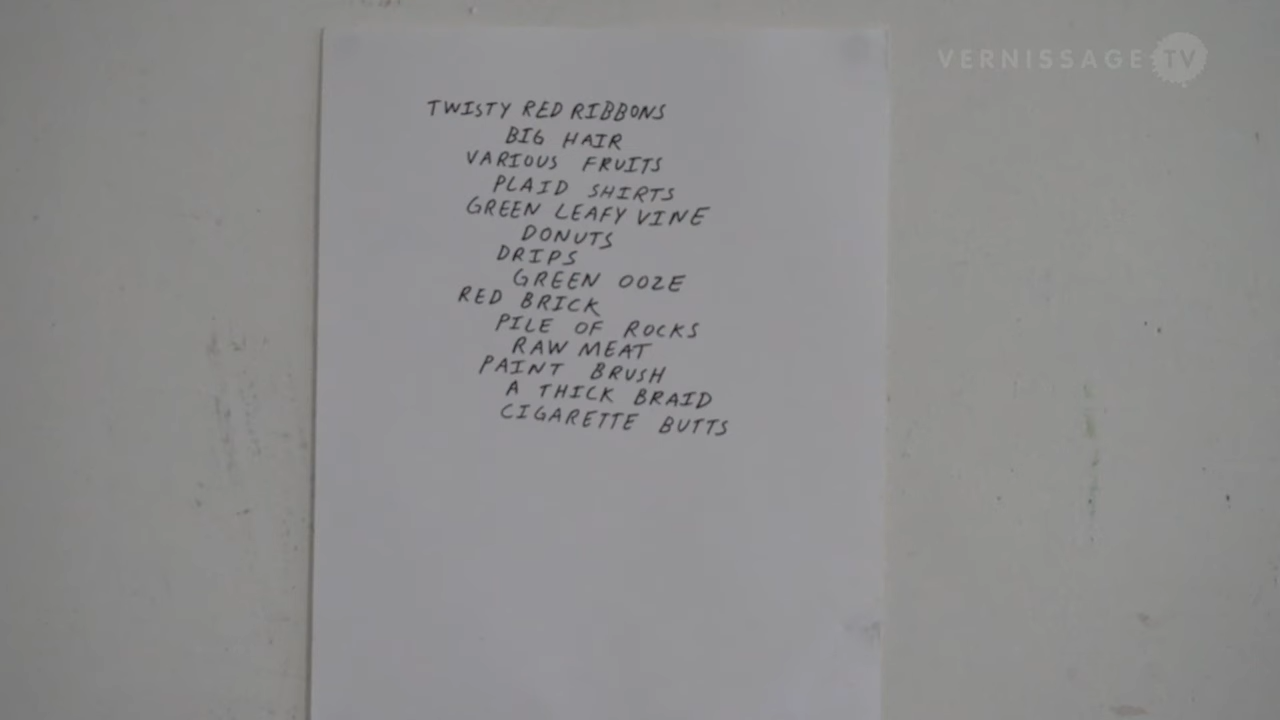 VERNISSAGE TV
TWISTY RED RIBBONS
BIG HAIR
VARIOUS FRUITS
PLAID SHIRTS
GREEN LEAFY VINE
DONUTS
DRIPS
GREEN OOZE
RED BRICK
PILE OF ROCKS
RAW MEAT
PAINT BRUSH
A THICK BRAID
CIGARETTE BUTTS